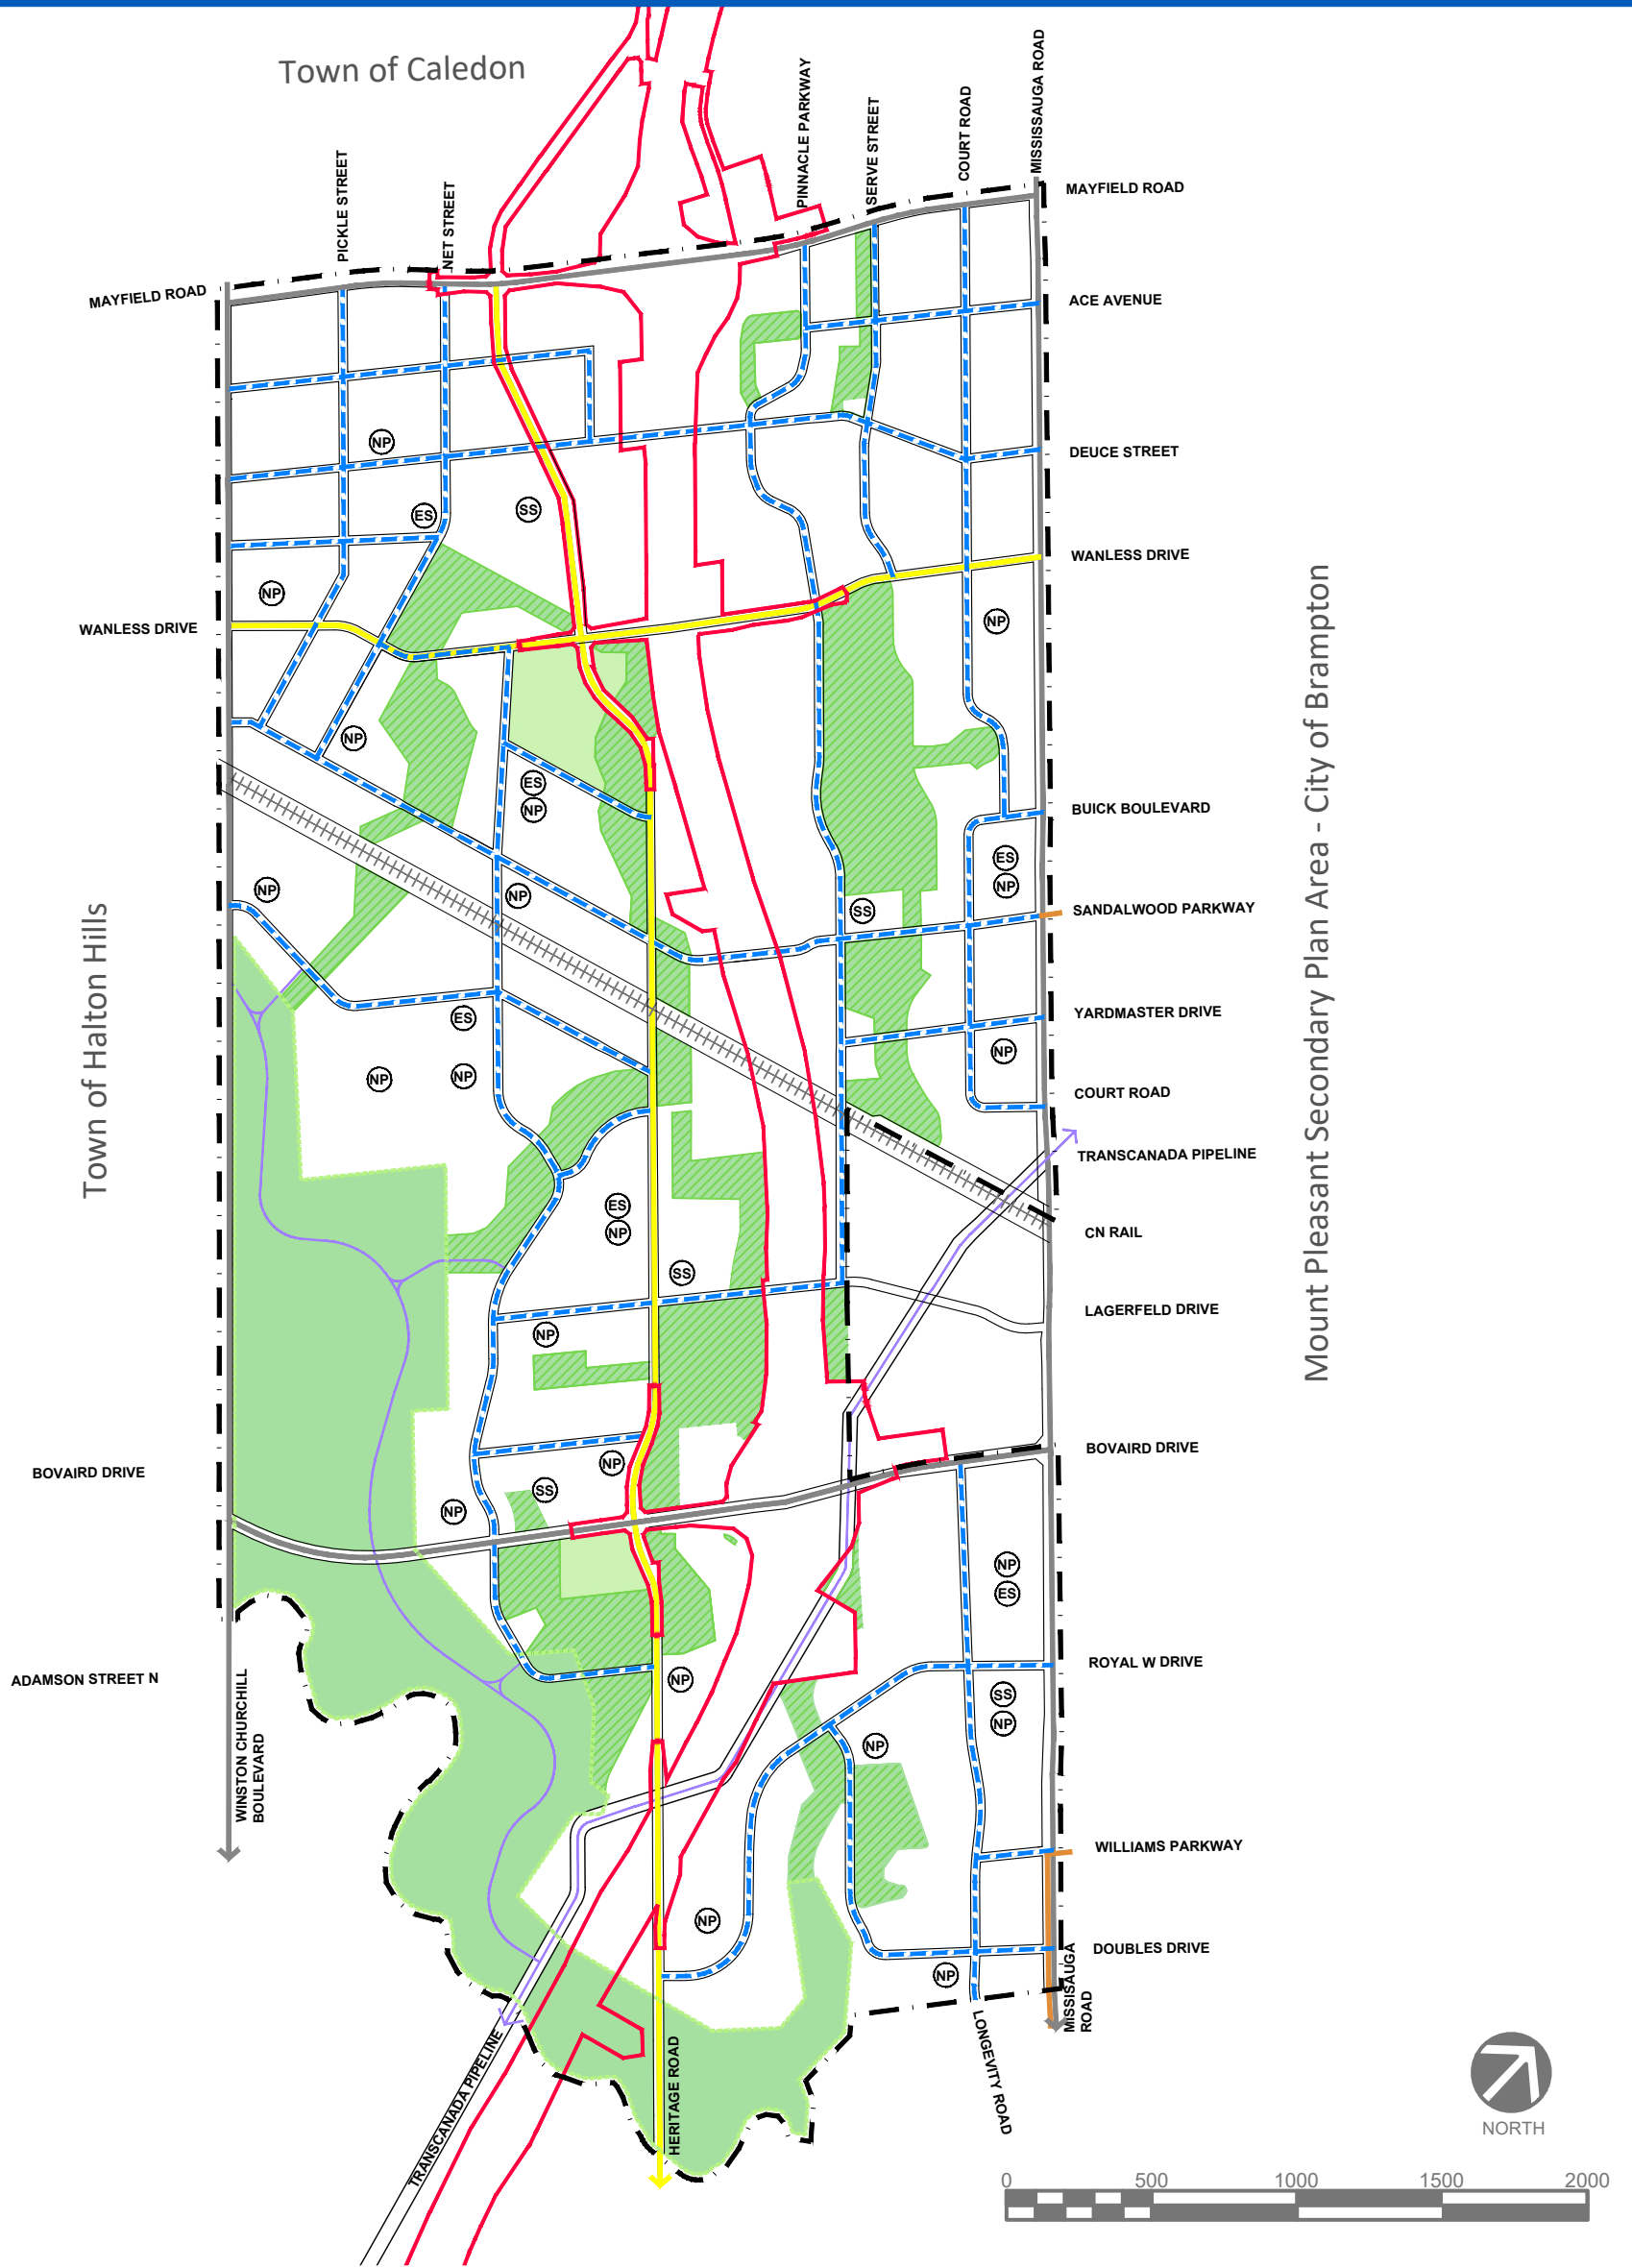 Town of Caledon
PICKLE STREET
NET STREET
PINNACLE PARKWAY
SERVE STREET
COURT ROAD
MISSISSAUGA ROAD
MAYFIELD ROAD
MAYFIELD ROAD
ACE AVENUE
NP
DEUCE STREET
ES
SS
WANLESS DRIVE
NP
NP
WANLESS DRIVE
NP
ES
NP
BUICK BOULEVARD
ES
NP
NP
NP
SS
SANDALWOOD PARKWAY
Town of Halton Hills
Mount Pleasant Secondary Plan Area - City of Brampton
ES
YARDMASTER DRIVE
NP
NP
NP
COURT ROAD
TRANSCANADA PIPELINE
ES
NP
CN RAIL
SS
LAGERFELD DRIVE
NP
BOVAIRD DRIVE
BOVAIRD DRIVE
NP
SS
NP
NP
ES
ROYAL W DRIVE
ADAMSON STREET N
NP
SS
NP
NP
WINSTON CHURCHILL
BOULEVARD
WILLIAMS PARKWAY
NP
DOUBLES DRIVE
NP
MISSISSAUGA
ROAD
LONGEVITY ROAD
HERITAGE ROAD
TRANSCANADA PIPELINE
NORTH
0 500 1000 1500 2000